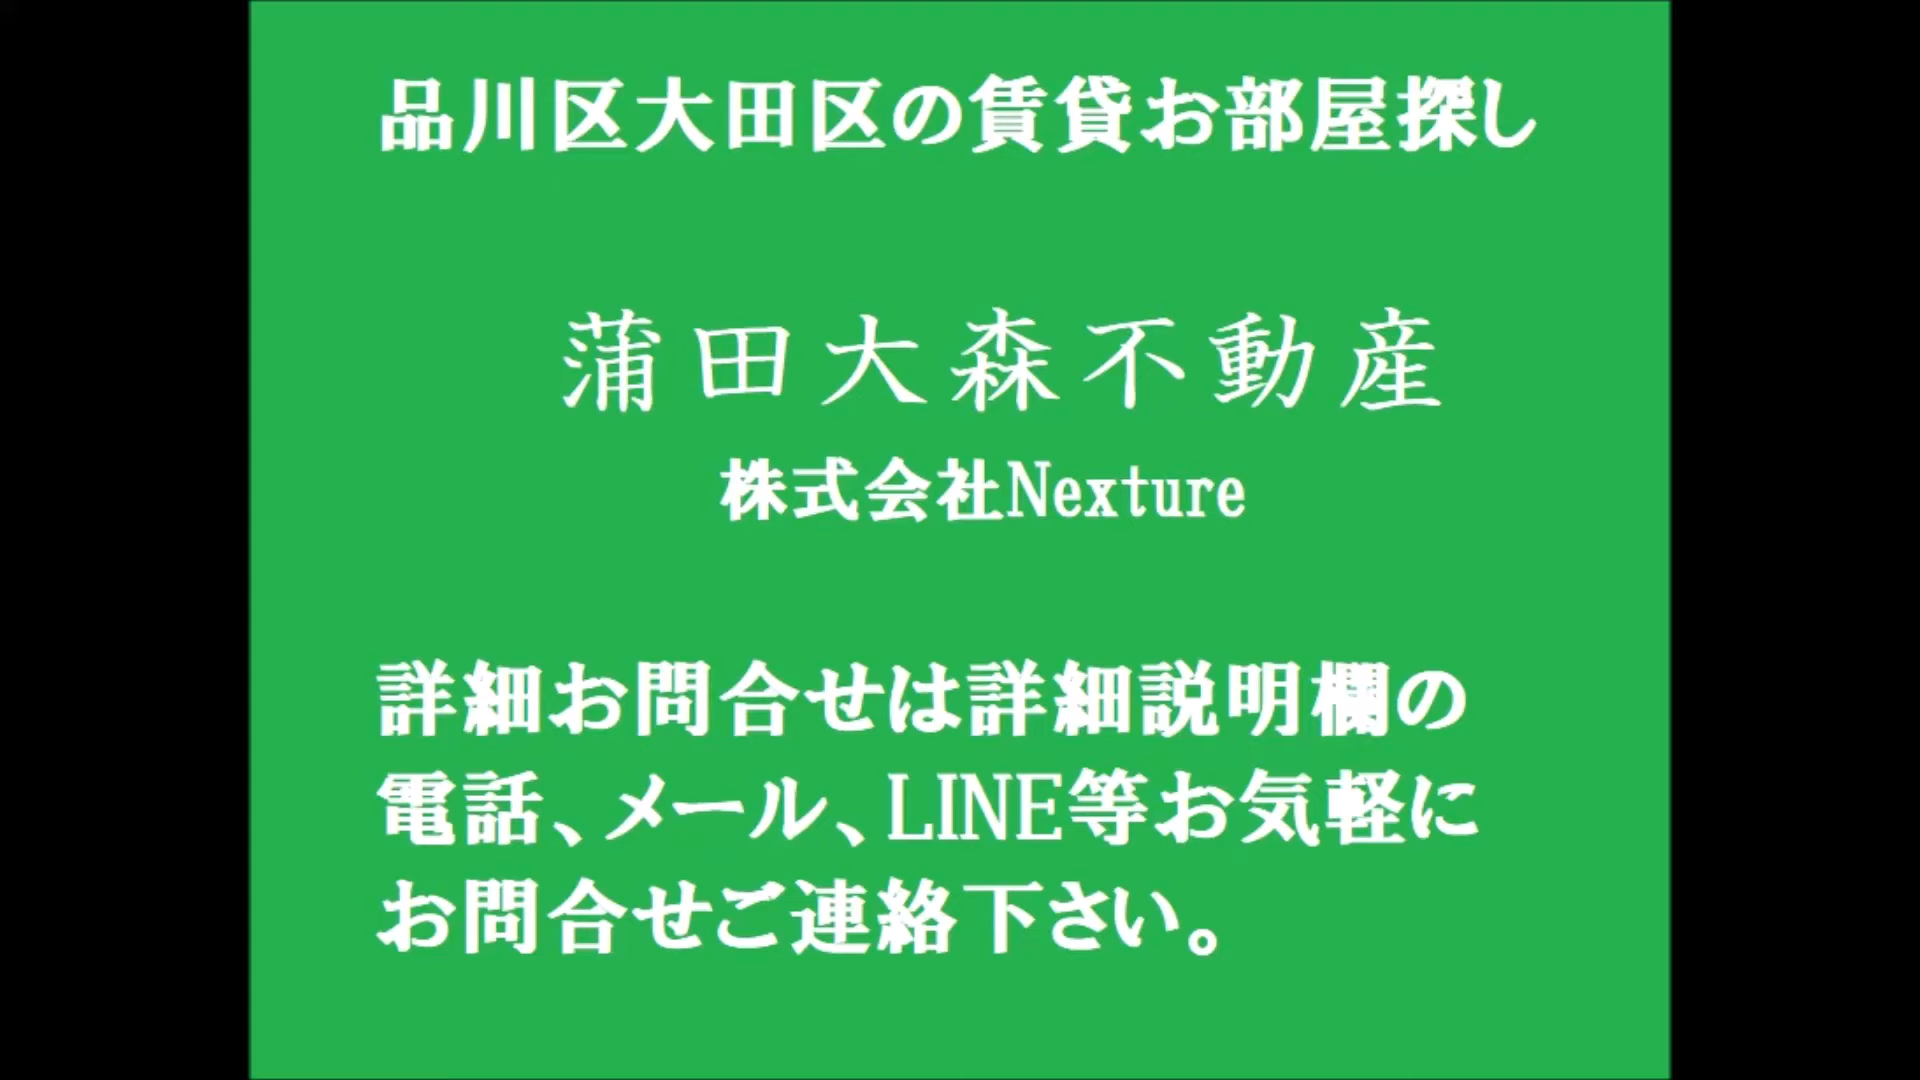 品川区大田区の賃貸お部屋探し
蒲田大森不動産
株式会社Nexture
詳細お問合せは詳細説明欄の
電話、メール、LINE等お気軽に
お問合せご連絡下さい。